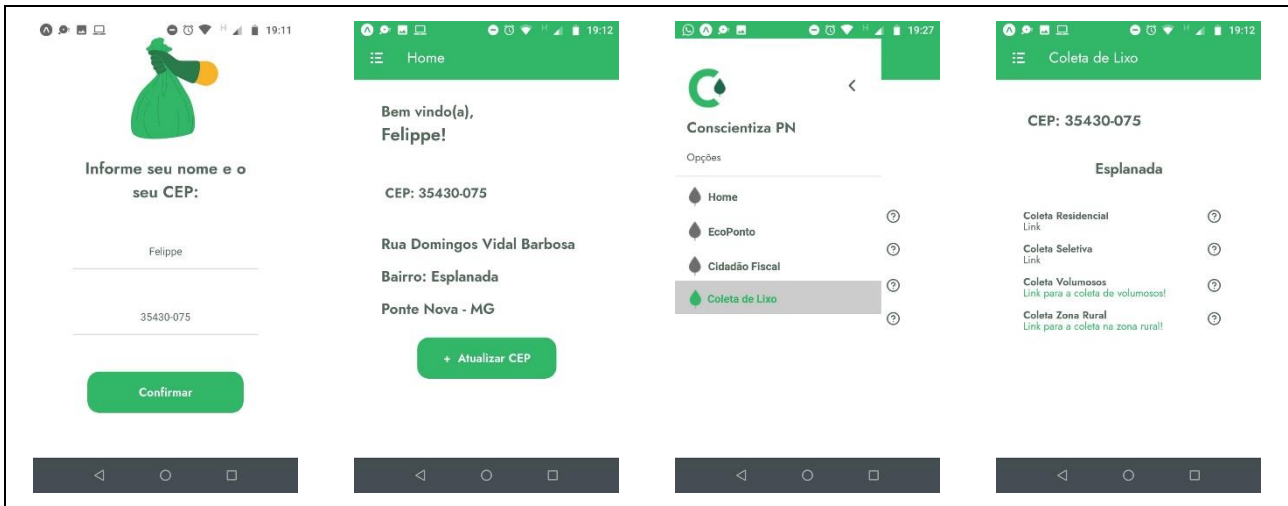 19:11
Informe seu nome e o
seu CEP:
Felippe
35430-075
Confirmar
H 19:12
Home
Bem vindo(a),
Felippe!
CEP: 35430-075
Rua Domingos Vidal Barbosa
Bairro: Esplanada
Ponte Nova - MG
+ Atualizar CEP
H 19:27
Conscientiza PN
Opções
Home
EcoPonto
Cidadão Fiscal
Coleta de Lixo
H 19:12
Coleta de Lixo
CEP: 35430-075
Esplanada
Coleta Residencial
Link
Coleta Seletiva
Link
Coleta Volumosos
Link para a coleta de volumosos!
Coleta Zona Rural
Link para a coleta na zona rural!